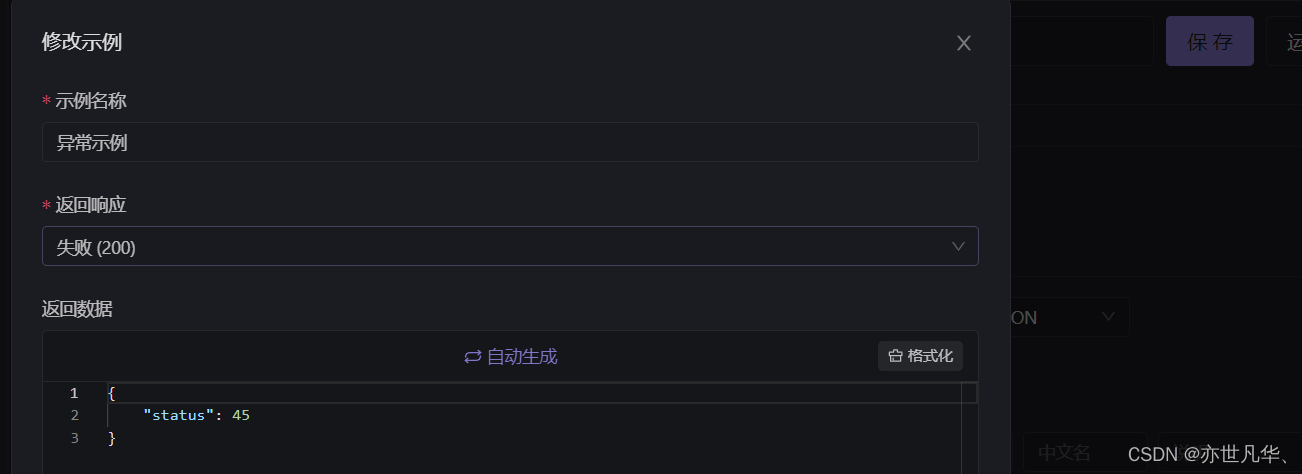 修改示例
保 存
运
* 示例名称
异常示例
* 返回响应
失败 (200)
返回数据
ON
自动生成
格式化
1 {
2 "status": 45
3 }
中文名
CSDN @亦世凡华、